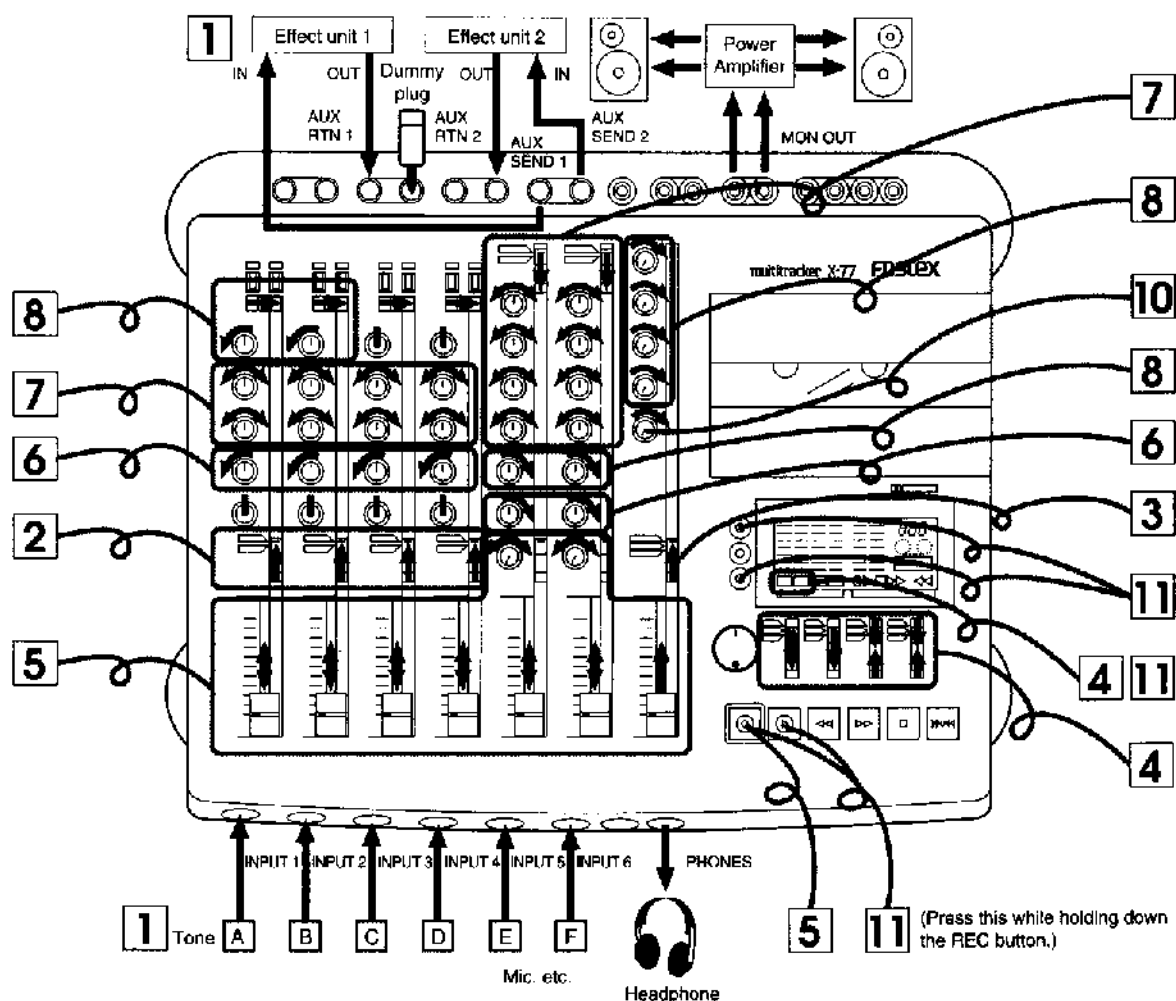 1
Effect unit 1
Effect unit 2
Power
Amplifier
IN
OUT
Dummy
plug
OUT
IN
AUX
RTN 1
AUX
RTN 2
AUX
SEND 1
AUX
SEND 2
MON OUT
7
8
multitracker X-77 FOSTEX
10
8
7
8
6
6
2
3
11
5
4 11
4
INPUT 1
INPUT 2
INPUT 3
INPUT 4
INPUT 5
INPUT 6
PHONES
1 Tone A B C D E F
5
11 (Press this while holding down
the REC button.)
Mic. etc.
Headphone